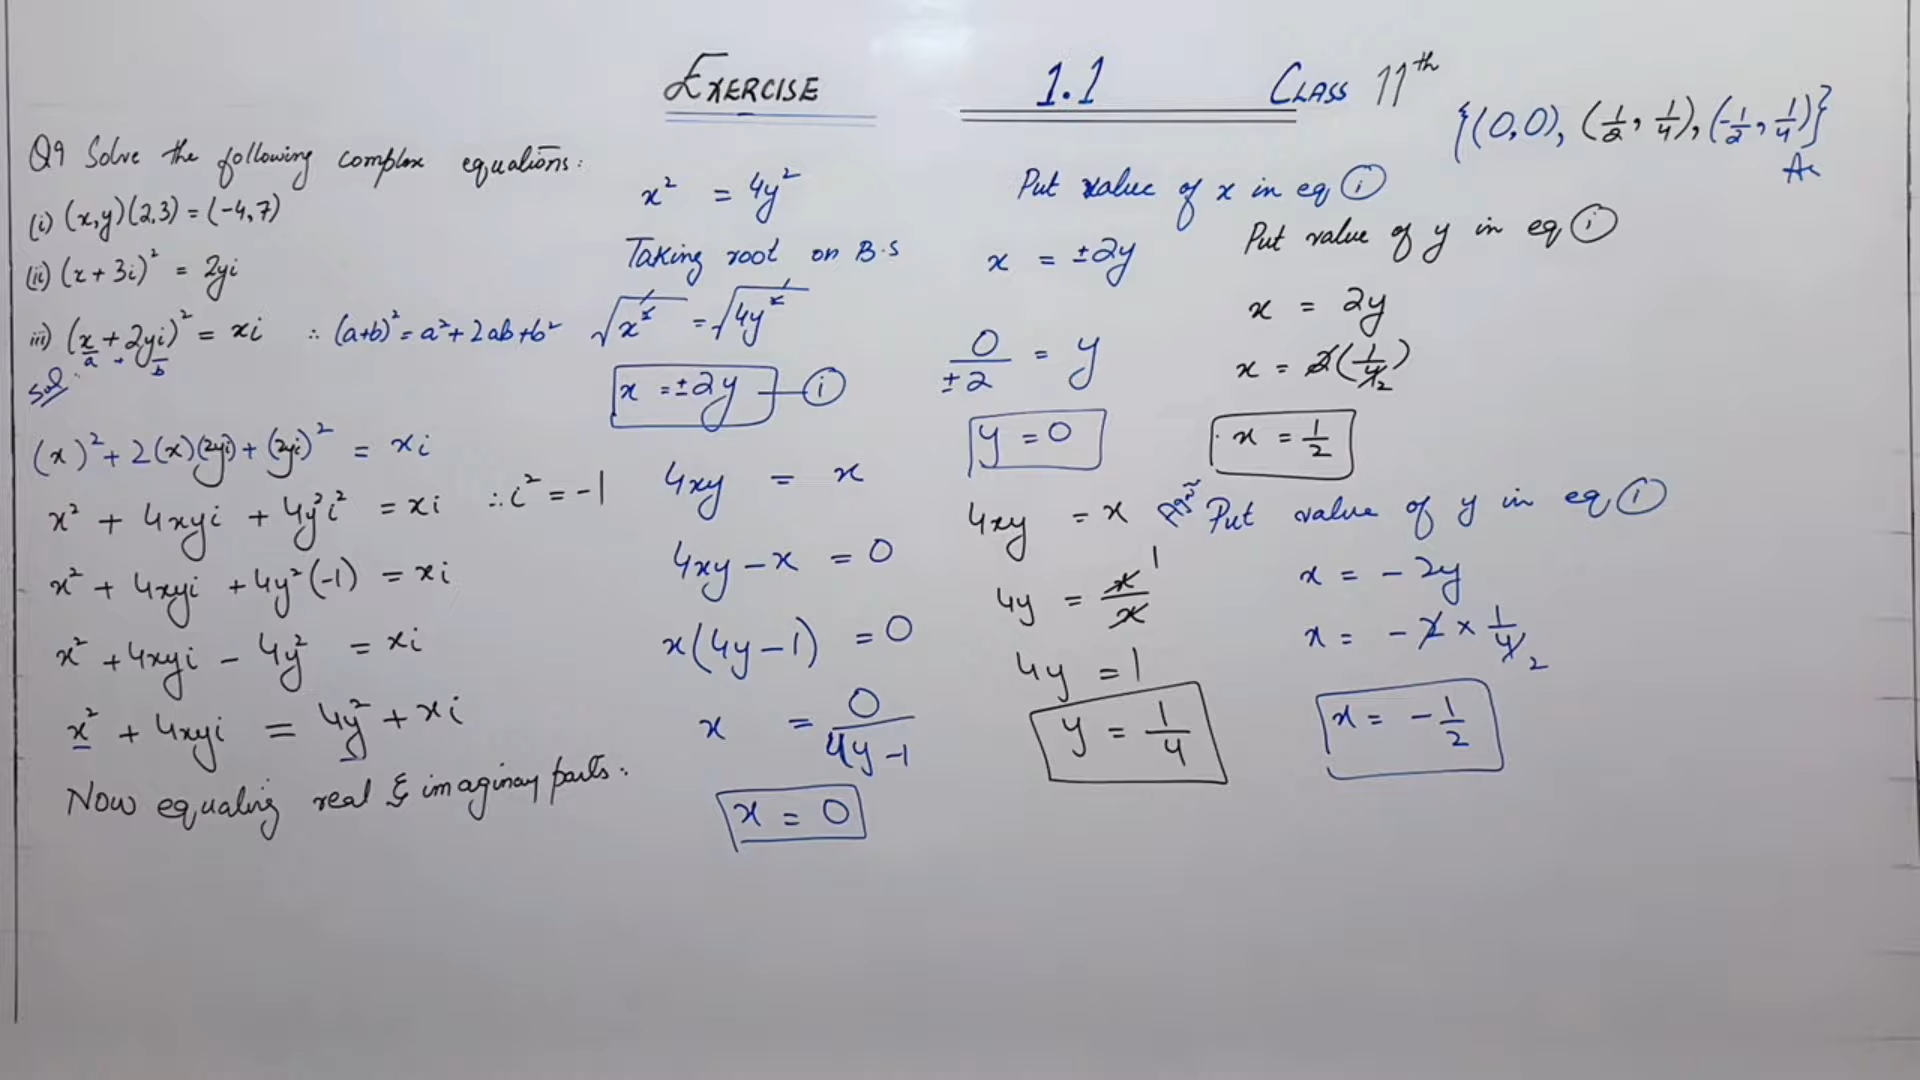 EXERCISE 1.1 CLASS 11th
{(0,0), (1/2, 1/4), (-1/2, 1/4)}
Q9 Solve the following complex equations:
(i) (x,y)(2,3) = (-4,7)
(ii) (x + 3i)² = 2yi
iii) (x + 2yi)² = xi ∴ (a+b)² = a² + 2ab + b²
a + b
Sol:
(x)² + 2(x)(2yi) + (2yi)² = xi
x² + 4xyi + 4y²i² = xi ∴ i² = -1
x² + 4xyi + 4y²(-1) = xi
x² + 4xyi - 4y² = xi
x² + 4xyi = 4y² + xi
Now equaling real & imaginary parts:
x² = 4y²
Taking root on B.S
√x² = √4y²
x = ±2y — (i)
4xy = x
4xy - x = 0
x(4y - 1) = 0
x = 0/(4y - 1)
x = 0
Put value of x in eq (i)
x = ±2y
0/±2 = y
y = 0
4xy = x
4y = x/x 1
4y = 1
y = 1/4
Put value of y in eq (i)
x = 2y
x = 2(1/4) 2
x = 1/2
Put value of y in eq (i)
x = -2y
x = -2 × 1/4 2
x = -1/2